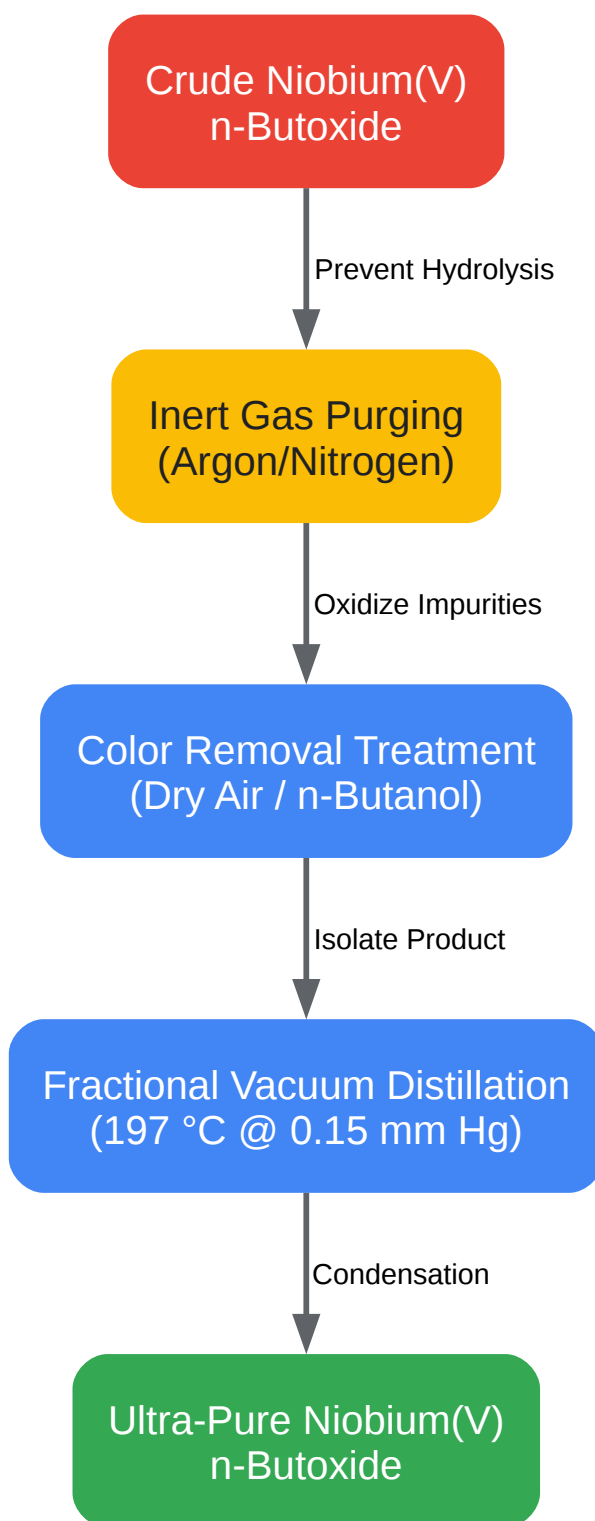 Crude Niobium(V)
n-Butoxide
Prevent Hydrolysis
Inert Gas Purging
(Argon/Nitrogen)
Oxidize Impurities
Color Removal Treatment
(Dry Air / n-Butanol)
Isolate Product
Fractional Vacuum Distillation
(197 °C @ 0.15 mm Hg)
Condensation
Ultra-Pure Niobium(V)
n-Butoxide